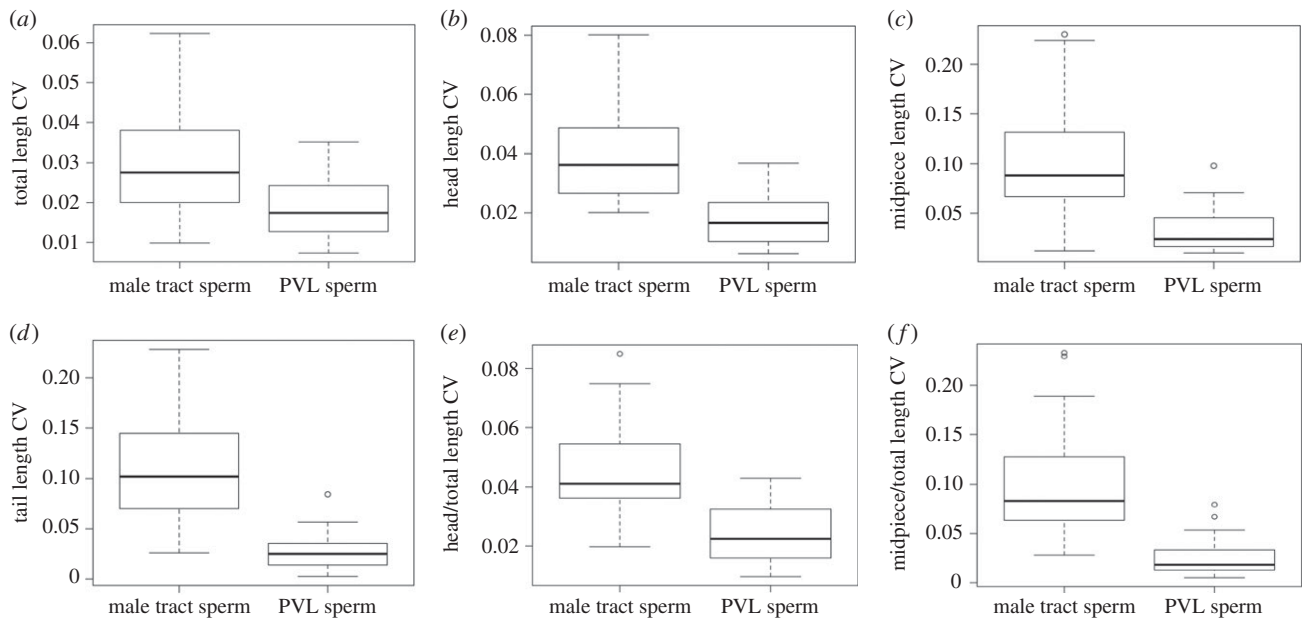 (a)
total lengh CV
0.06
0.05
0.04
0.03
0.02
0.01
male tract sperm PVL sperm
(b)
head lengh CV
0.08
0.06
0.04
0.02
male tract sperm PVL sperm
(c)
midpiece length CV
0.20
0.15
0.10
0.05
male tract sperm PVL sperm
(d)
tail length CV
0.20
0.15
0.10
0.05
0
male tract sperm PVL sperm
(e)
head/total length CV
0.08
0.06
0.04
0.02
male tract sperm PVL sperm
(f)
midpiece/total length CV
0.20
0.15
0.10
0.05
0
male tract sperm PVL sperm